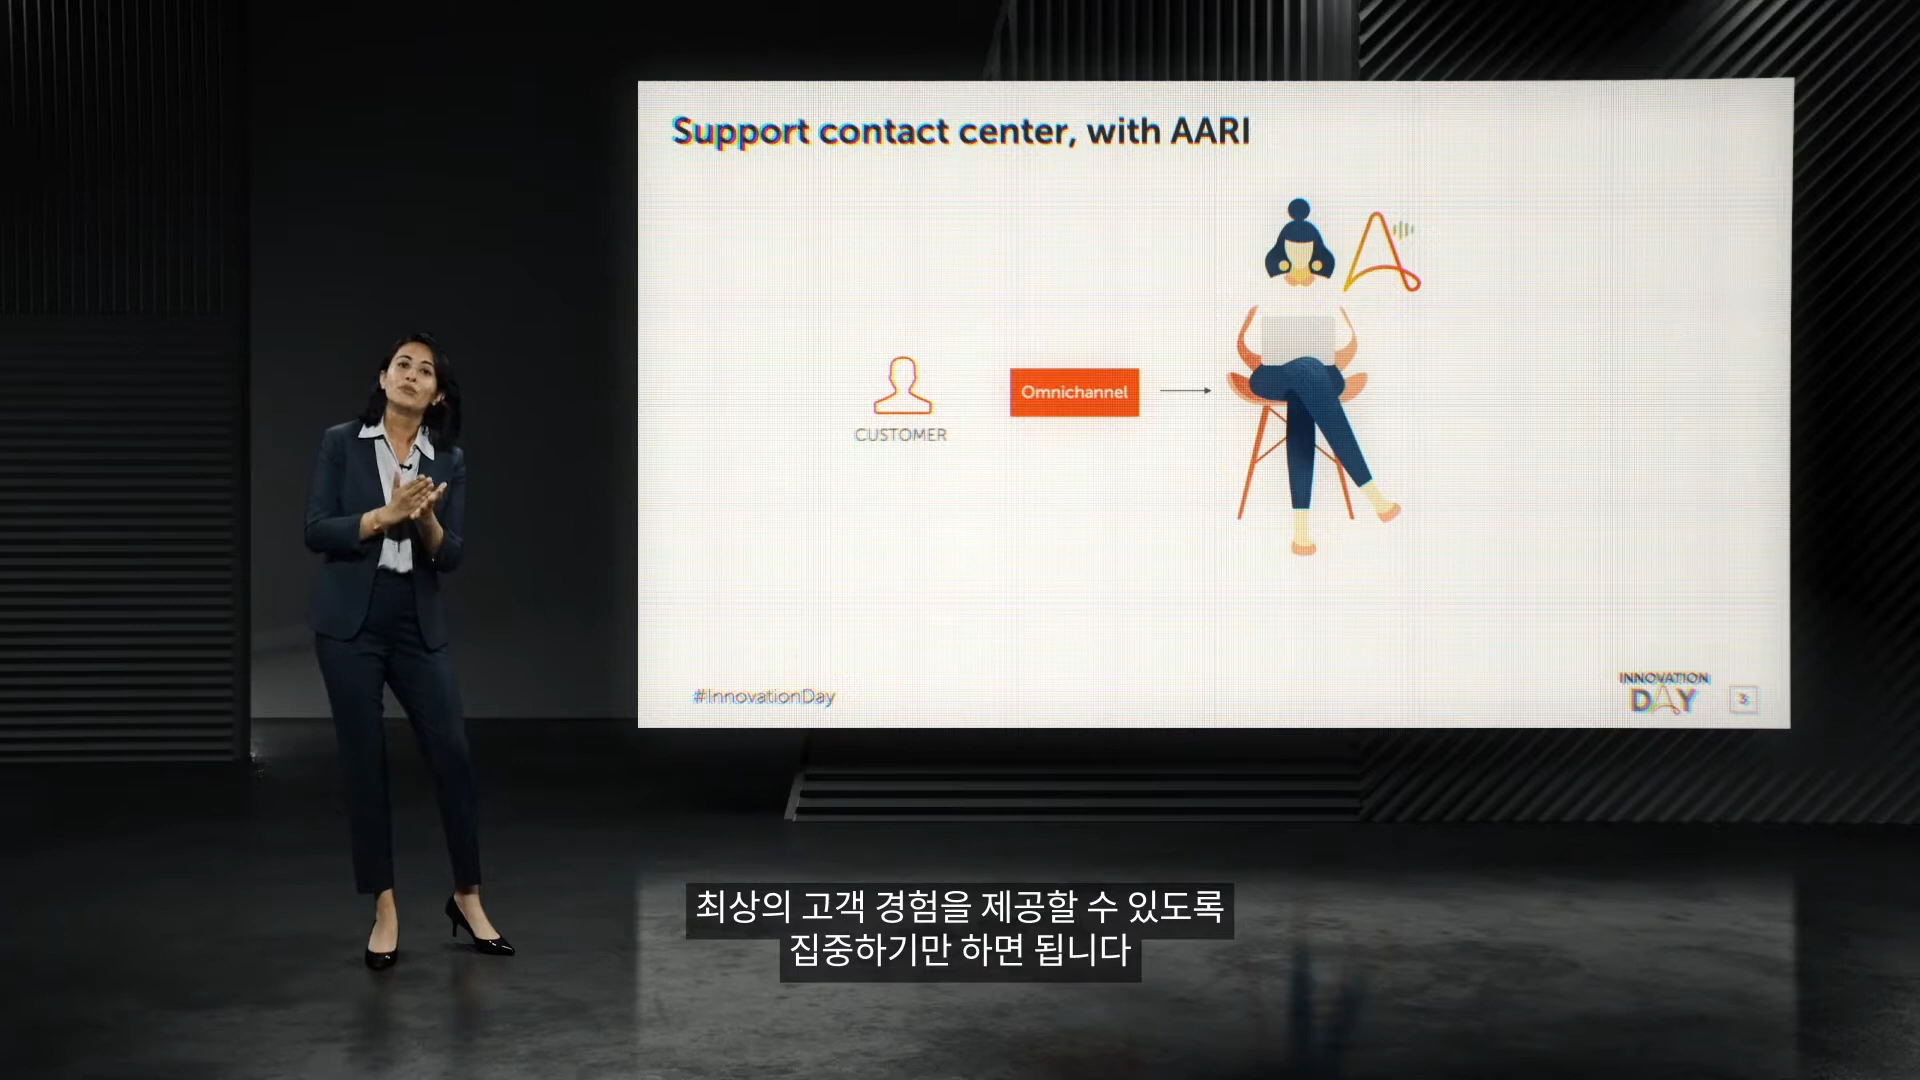 Support contact center, with AARI
CUSTOMER
Omnichannel
#InnovationDay
INNOVATION
DAY
3
최상의 고객 경험을 제공할 수 있도록
집중하기만 하면 됩니다